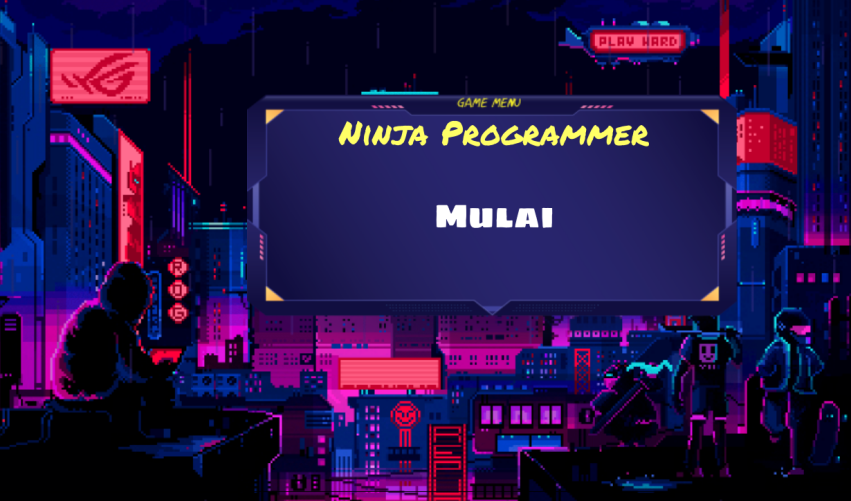 PLAY HARD
GAME MENU
NINJA PROGRAMMER
MULAI
R
O
G